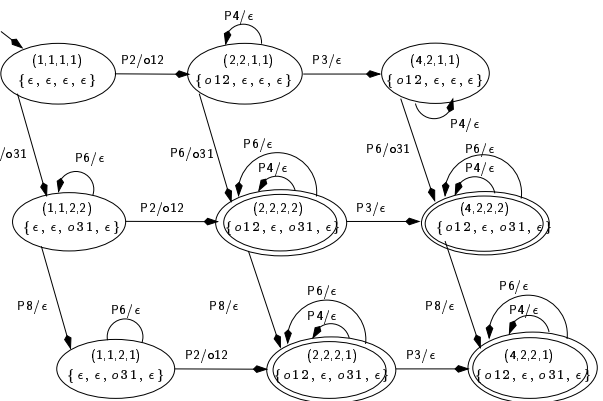 P4/ϵ
(1,1,1,1)
{ϵ, ϵ, ϵ, ϵ}
P2/o12
(2,2,1,1)
{o12, ϵ, ϵ, ϵ}
P3/ϵ
(4,2,1,1)
{o12, ϵ, ϵ, ϵ}
P4/ϵ
/o31
P6/ϵ
P6/o31
P6/ϵ
P4/ϵ
P6/o31
P6/ϵ
P4/ϵ
(1,1,2,2)
{ϵ, ϵ, o31, ϵ}
P2/o12
(2,2,2,2)
{o12, ϵ, o31, ϵ}
P3/ϵ
(4,2,2,2)
{o12, ϵ, o31, ϵ}
P8/ϵ
P6/ϵ
P8/ϵ
P6/ϵ
P4/ϵ
P8/ϵ
P6/ϵ
P4/ϵ
(1,1,2,1)
{ϵ, ϵ, o31, ϵ}
P2/o12
(2,2,2,1)
{o12, ϵ, o31, ϵ}
P3/ϵ
(4,2,2,1)
{o12, ϵ, o31, ϵ}